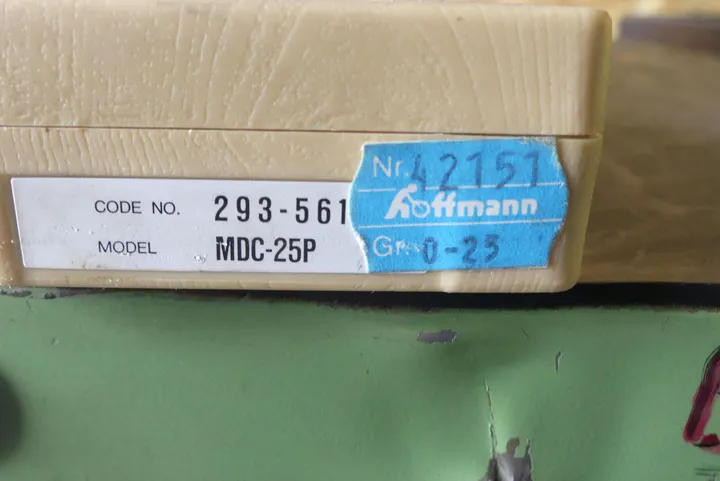 CODE NO. 293-561
MODEL MDC-25P
Nr. 42151
Hoffmann
Gr. 0-25